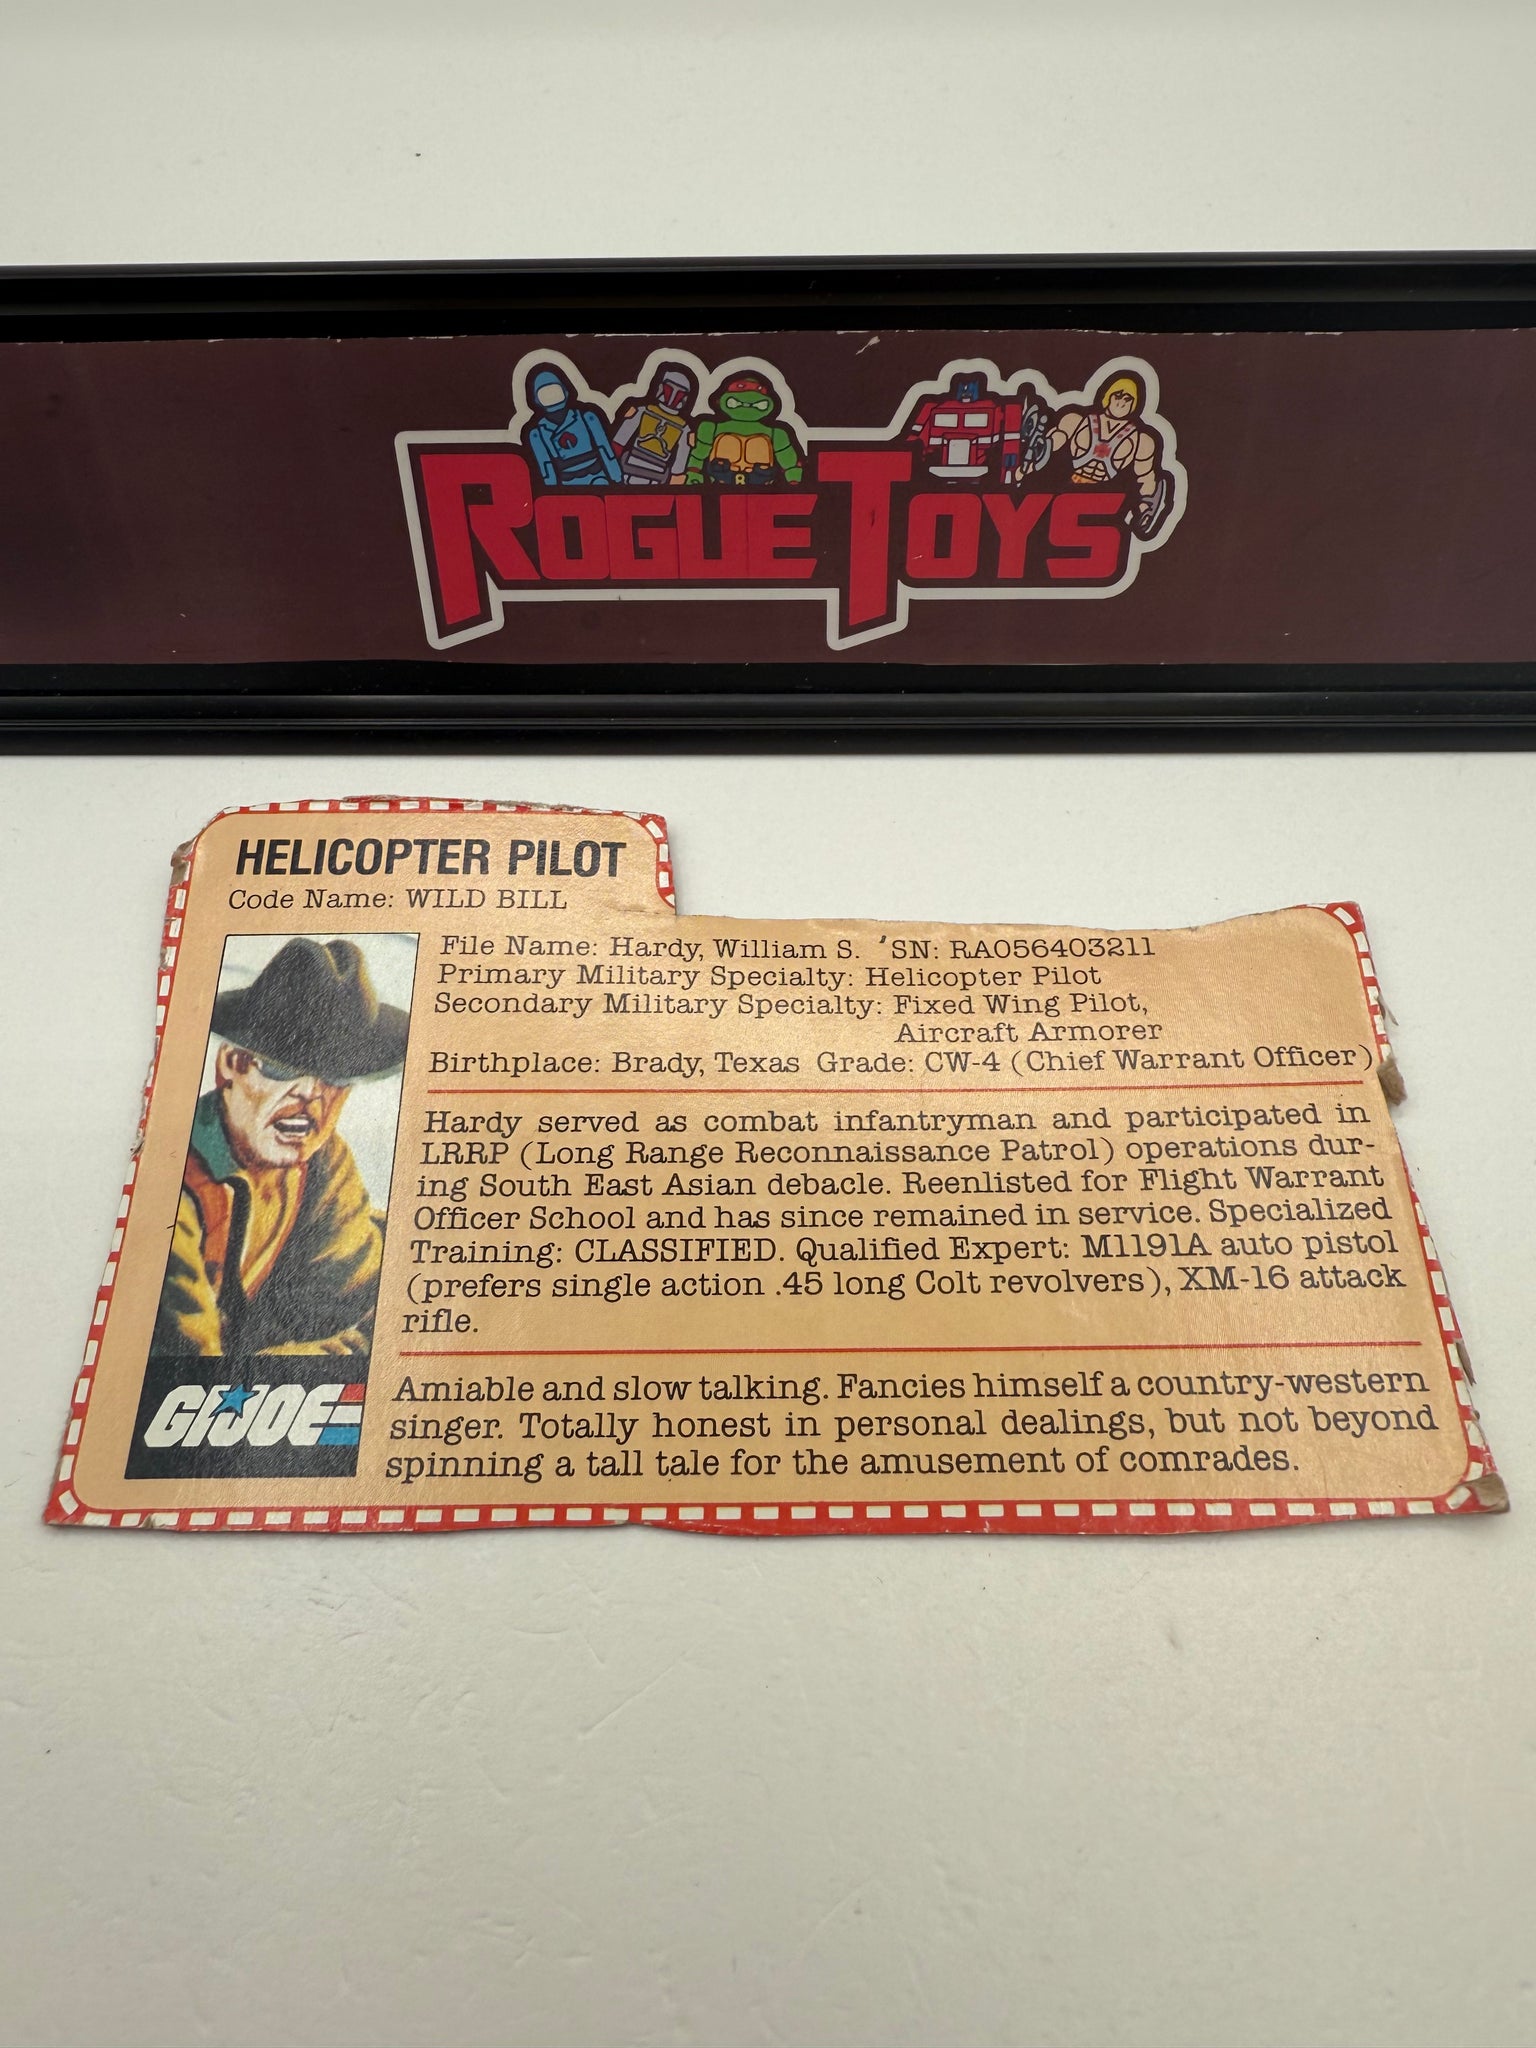 ROGUE TOYS
HELICOPTER PILOT
Code Name: WILD BILL
File Name: Hardy, William S. 'SN: RA056403211
Primary Military Specialty: Helicopter Pilot
Secondary Military Specialty: Fixed Wing Pilot,
Aircraft Armorer
Birthplace: Brady, Texas Grade: CW-4 (Chief Warrant Officer)
Hardy served as combat infantryman and participated in
LRRP (Long Range Reconnaissance Patrol) operations dur-
ing South East Asian debacle. Reenlisted for Flight Warrant
Officer School and has since remained in service. Specialized
Training: CLASSIFIED. Qualified Expert: M1191A auto pistol
(prefers single action .45 long Colt revolvers), XM-16 attack
rifle.
GI JOE
Amiable and slow talking. Fancies himself a country-western
singer. Totally honest in personal dealings, but not beyond
spinning a tall tale for the amusement of comrades.